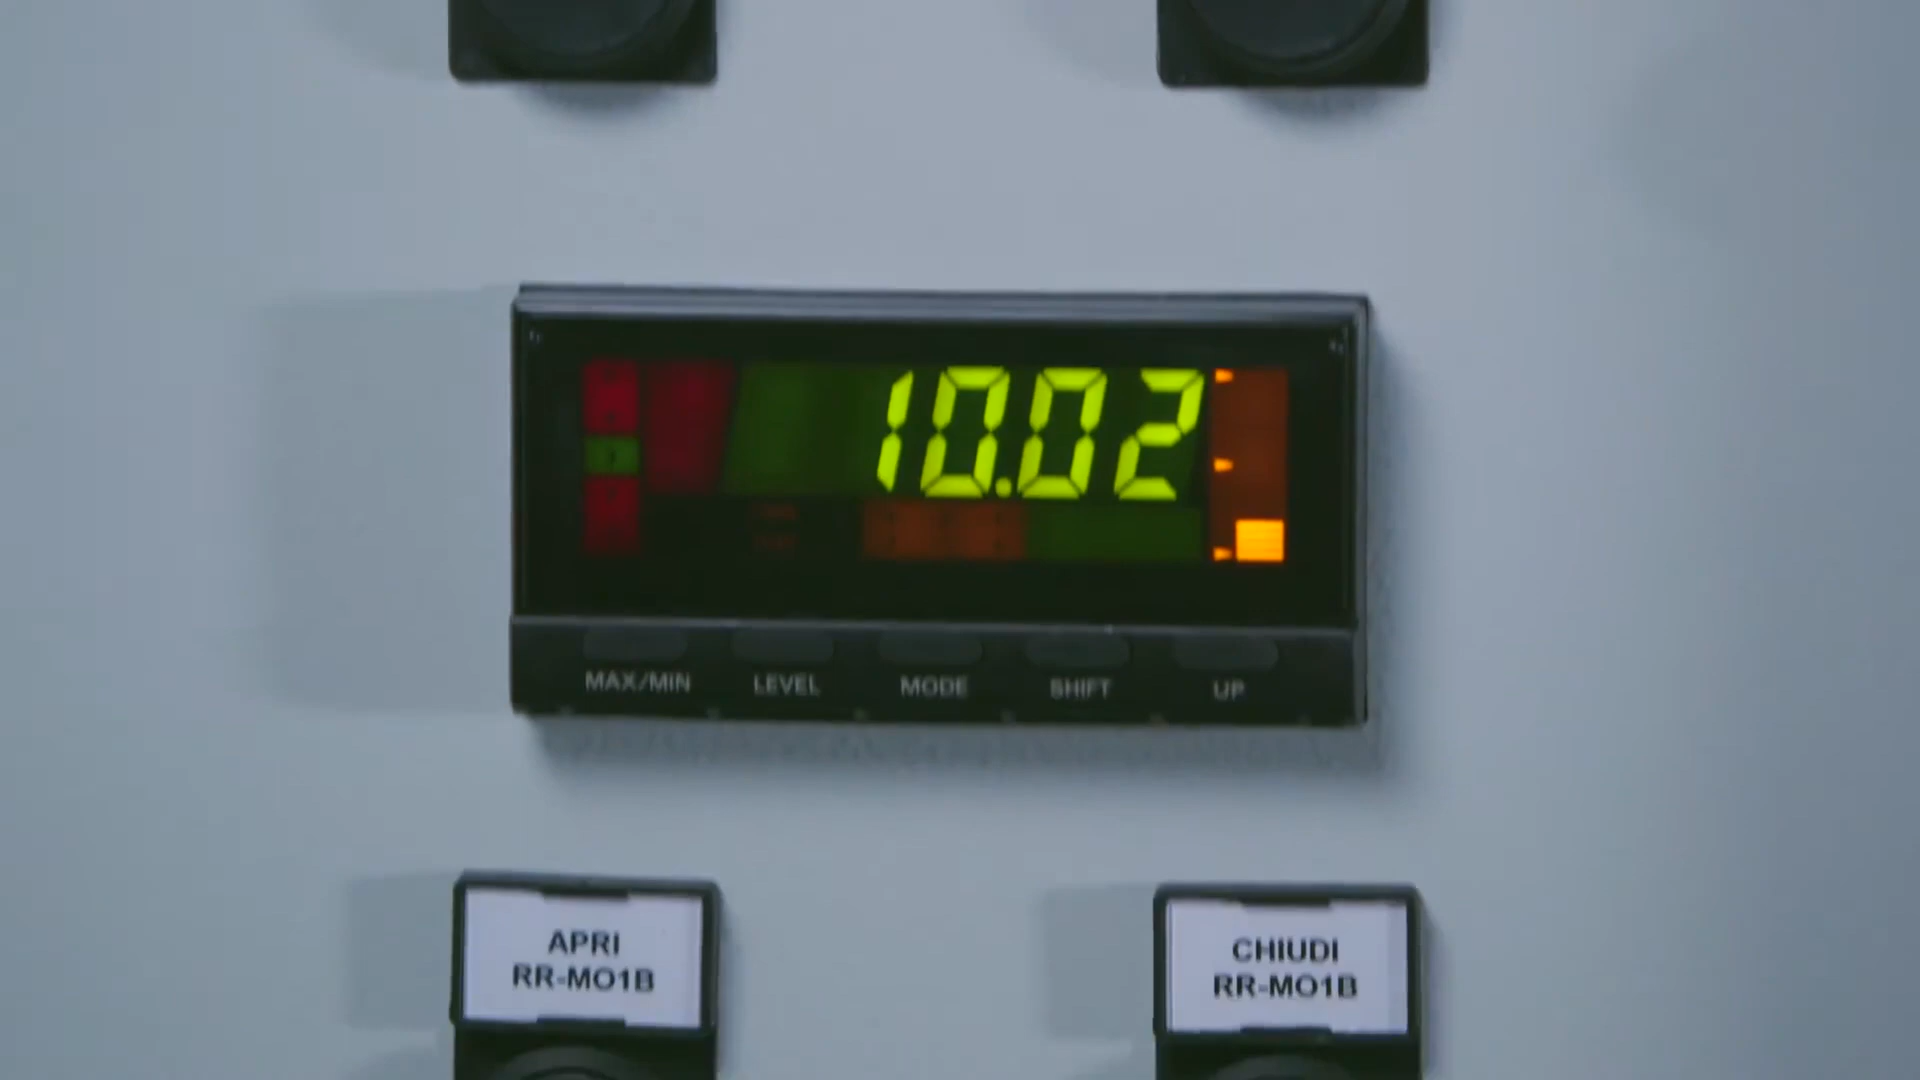 10.02
MAX/MIN LEVEL MODE SHIFT UP
APRI
RR-MO1B
CHIUDI
RR-MO1B